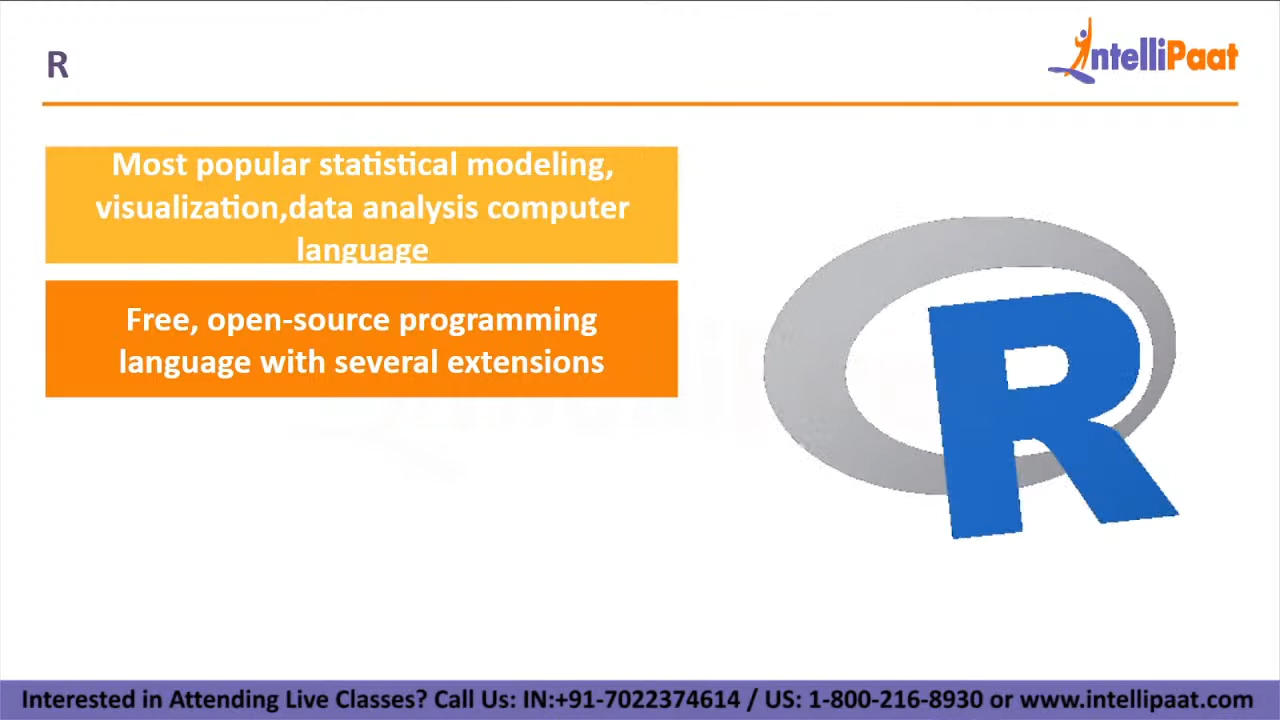 R
IntelliPaat
Most popular statistical modeling,
visualization,data analysis computer
language
Free, open-source programming
language with several extensions
R
Interested in Attending Live Classes? Call Us: IN:+91-7022374614 / US: 1-800-216-8930 or www.intellipaat.com